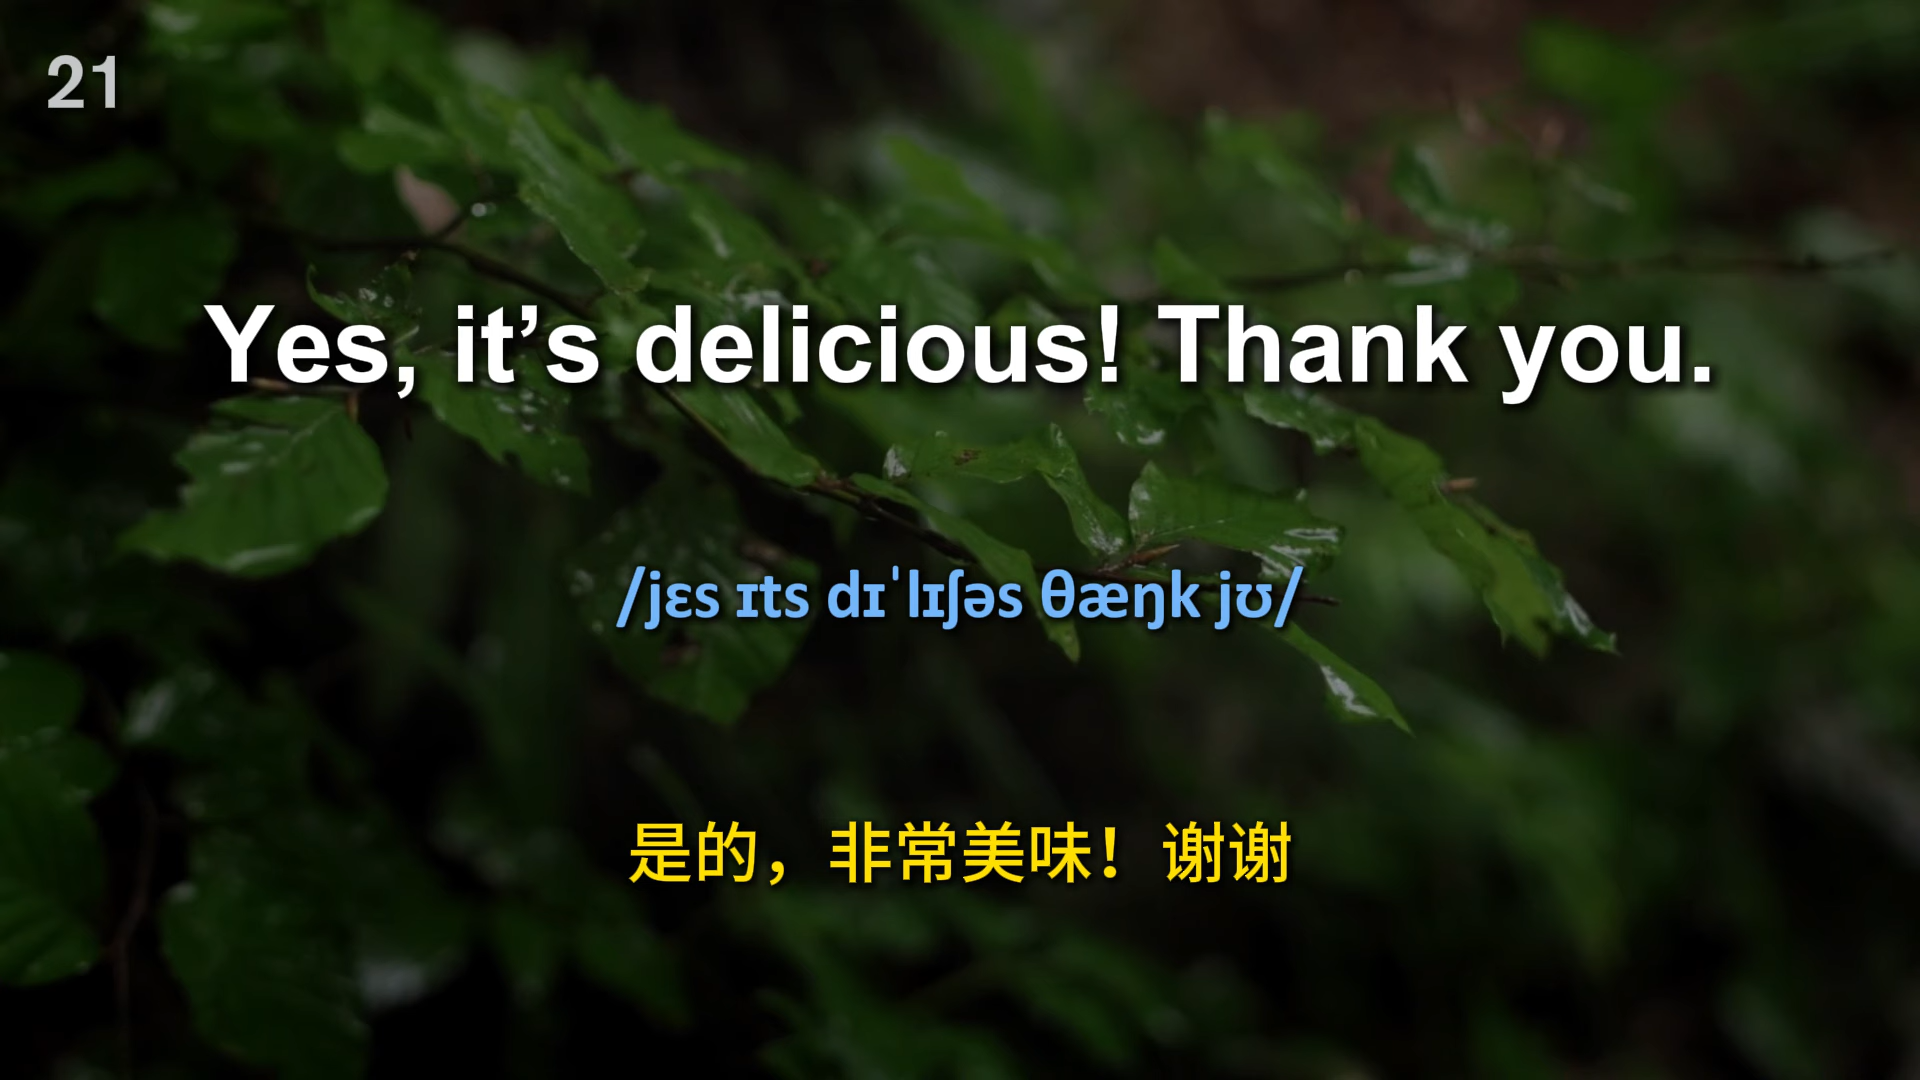 21
Yes, it’s delicious! Thank you.
/jɛs ɪts dɪˈlɪʃəs θæŋk jʊ/
是的，非常美味！谢谢